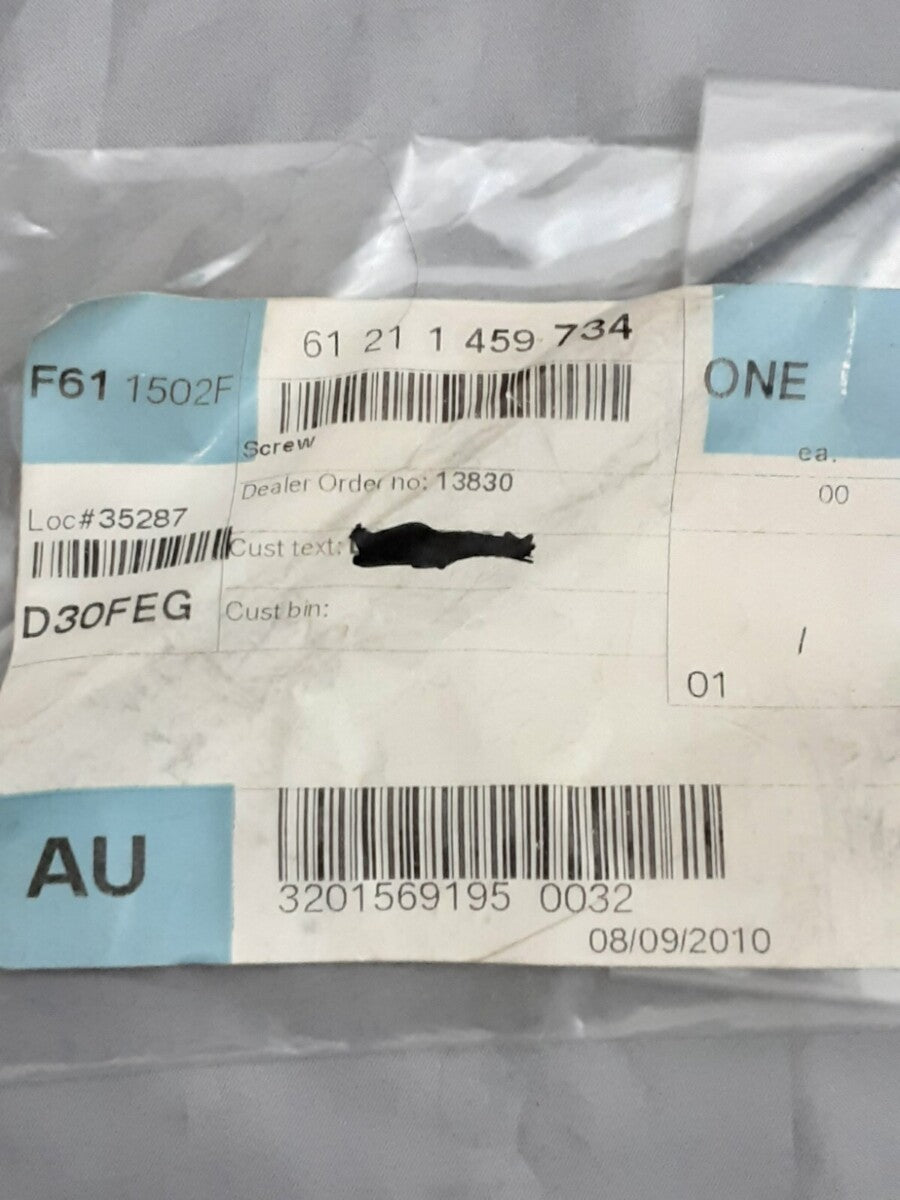 61 21 1 459 734
F61 1502F
ONE
Screw
ea.
Dealer Order no: 13830
00
Loc#35287
Cust text:
D30FEG
Cust bin:
/
01
AU
3201569195 0032
08/09/2010